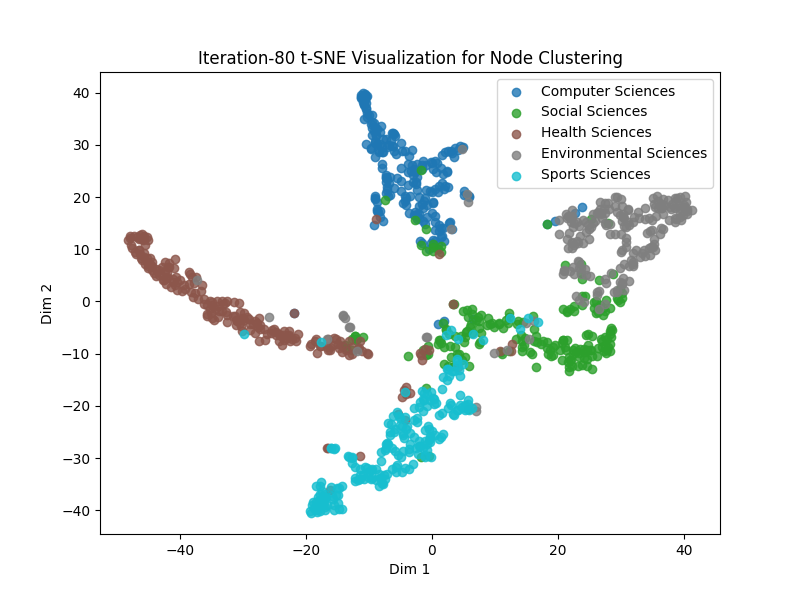 Iteration-80 t-SNE Visualization for Node Clustering
Computer Sciences
Social Sciences
Health Sciences
Environmental Sciences
Sports Sciences
40
30
20
10
0
−10
−20
−30
−40
Dim 2
−40
−20
0
20
40
Dim 1